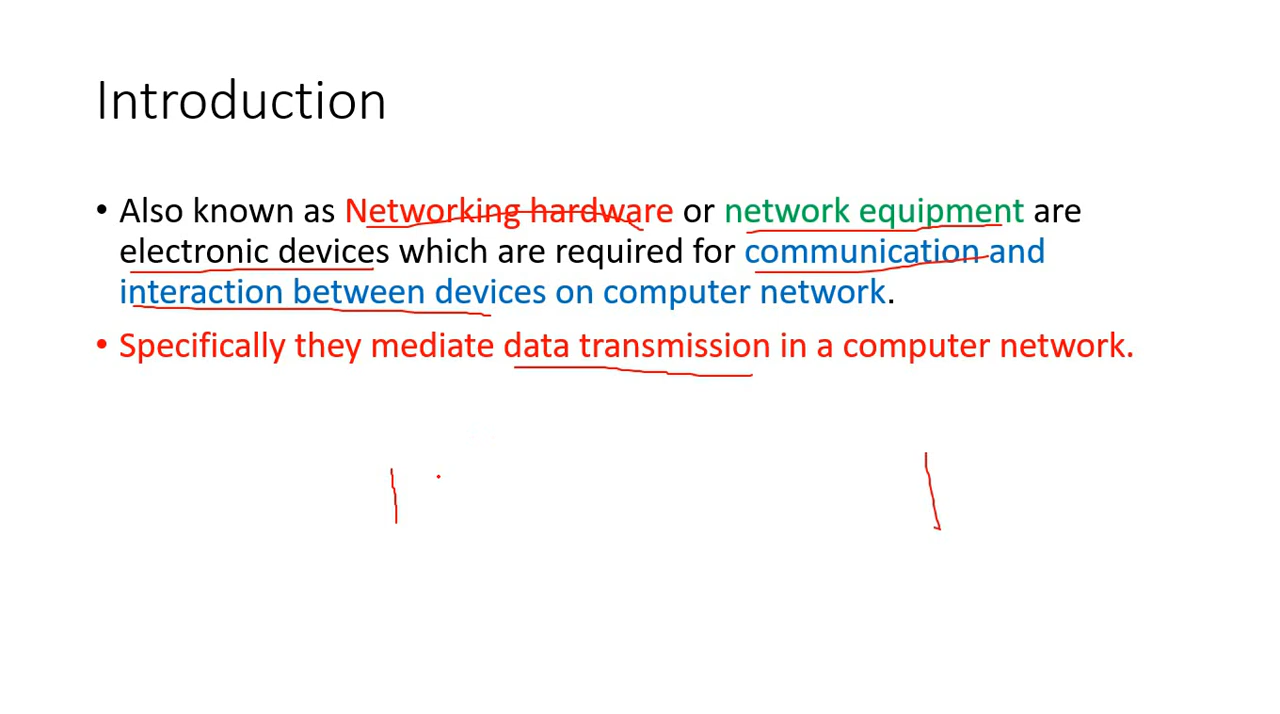 Introduction
• Also known as Networking hardware or network equipment are
electronic devices which are required for communication and
interaction between devices on computer network.
• Specifically they mediate data transmission in a computer network.